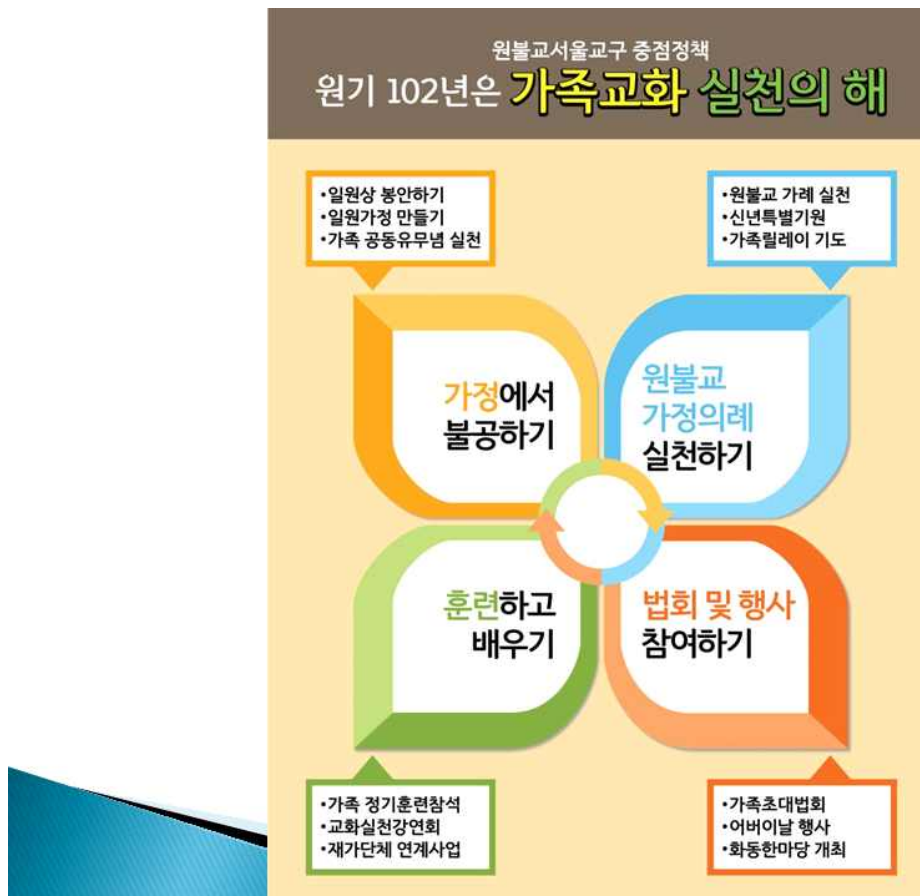 원불교서울교구 중점정책
원기 102년은 가족교화 실천의 해
•일원상 봉안하기
•일원가정 만들기
•가족 공동유무념 실천
•원불교 가례 실천
•신년특별기원
•가족릴레이 기도
가정에서
불공하기
원불교
가정의례
실천하기
훈련하고
배우기
법회 및 행사
참여하기
•가족 정기훈련참석
•교화실천강연회
•재가단체 연계사업
•가족초대법회
•어버이날 행사
•화동한마당 개최